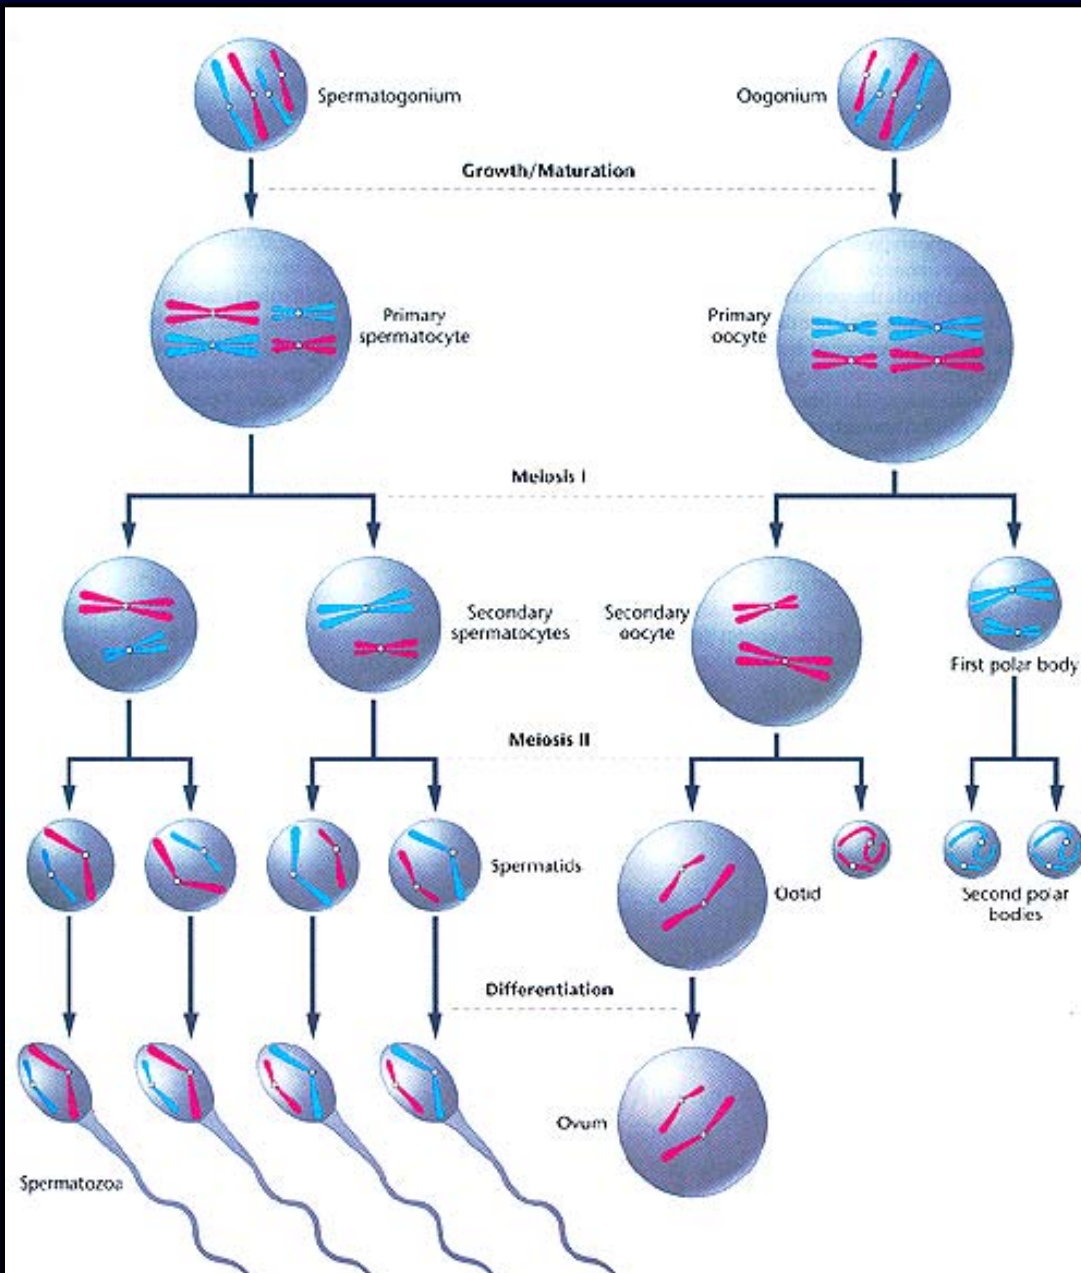 Spermatogonium
Oogonium
Growth/Maturation
Primary
spermatocyte
Primary
oocyte
Meiosis I
Secondary
spermatocytes
Secondary
oocyte
First polar body
Meiosis II
Spermatids
Ootid
Second polar
bodies
Differentiation
Ovum
Spermatozoa